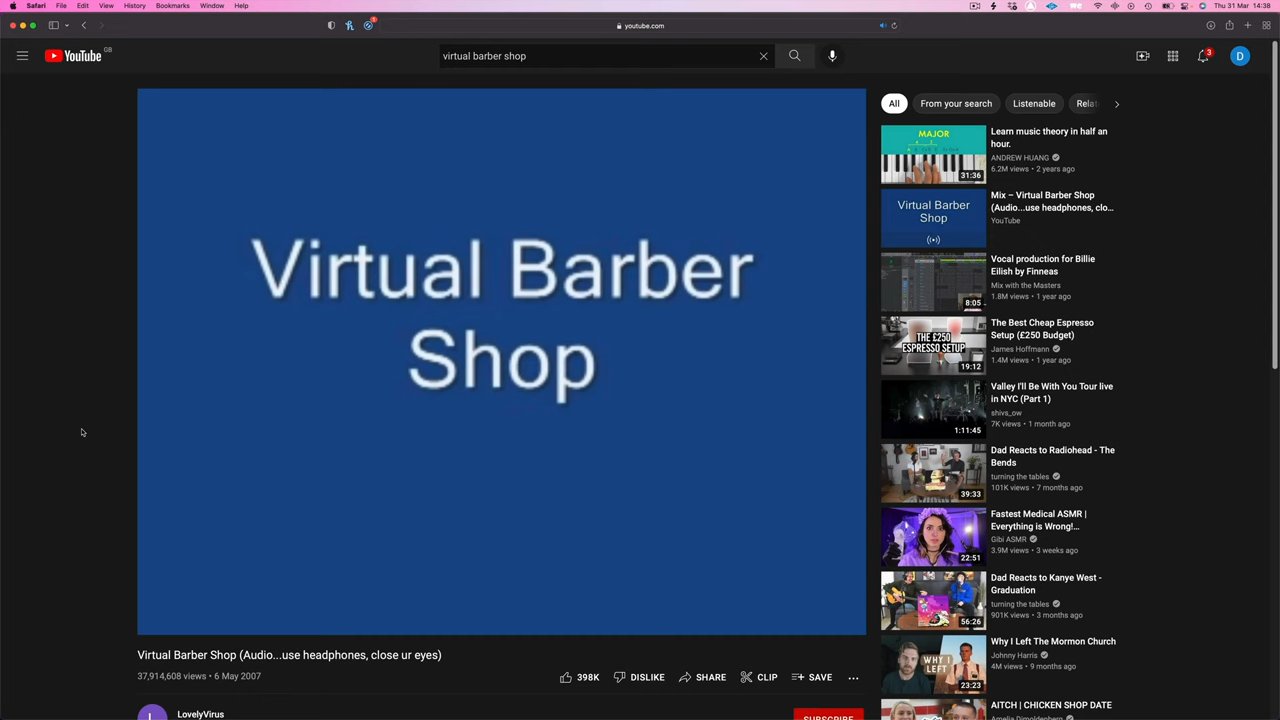 Safari File Edit View History Bookmarks Window Help
Thu 31 Mar 14:38
youtube.com
YouTube GB
virtual barber shop
3
D
Virtual Barber
Shop
Virtual Barber Shop (Audio...use headphones, close ur eyes)
37,914,608 views • 6 May 2007
398K DISLIKE SHARE CLIP SAVE
L
LovelyVirus
SUBSCRIBE
All From your search Listenable Relat
MAJOR
31:36
Learn music theory in half an
hour.
ANDREW HUANG
6.2M views • 2 years ago
Virtual Barber
Shop
Mix – Virtual Barber Shop
(Audio...use headphones, clo...
YouTube
8:05
Vocal production for Billie
Eilish by Finneas
Mix with the Masters
1.8M views • 1 year ago
THE £250
ESPRESSO SETUP
19:12
The Best Cheap Espresso
Setup (£250 Budget)
James Hoffmann
1.4M views • 1 year ago
1:11:45
Valley I'll Be With You Tour live
in NYC (Part 1)
shivs_ow
7K views • 1 month ago
39:33
Dad Reacts to Radiohead - The
Bends
turning the tables
101K views • 7 months ago
22:51
Fastest Medical ASMR |
Everything is Wrong!...
Gibi ASMR
3.9M views • 3 weeks ago
56:26
Dad Reacts to Kanye West -
Graduation
turning the tables
901K views • 3 months ago
WHY I
LEFT
23:23
Why I Left The Mormon Church
Johnny Harris
4M views • 9 months ago
AITCH | CHICKEN SHOP DATE
Amelia Dimoldenberg